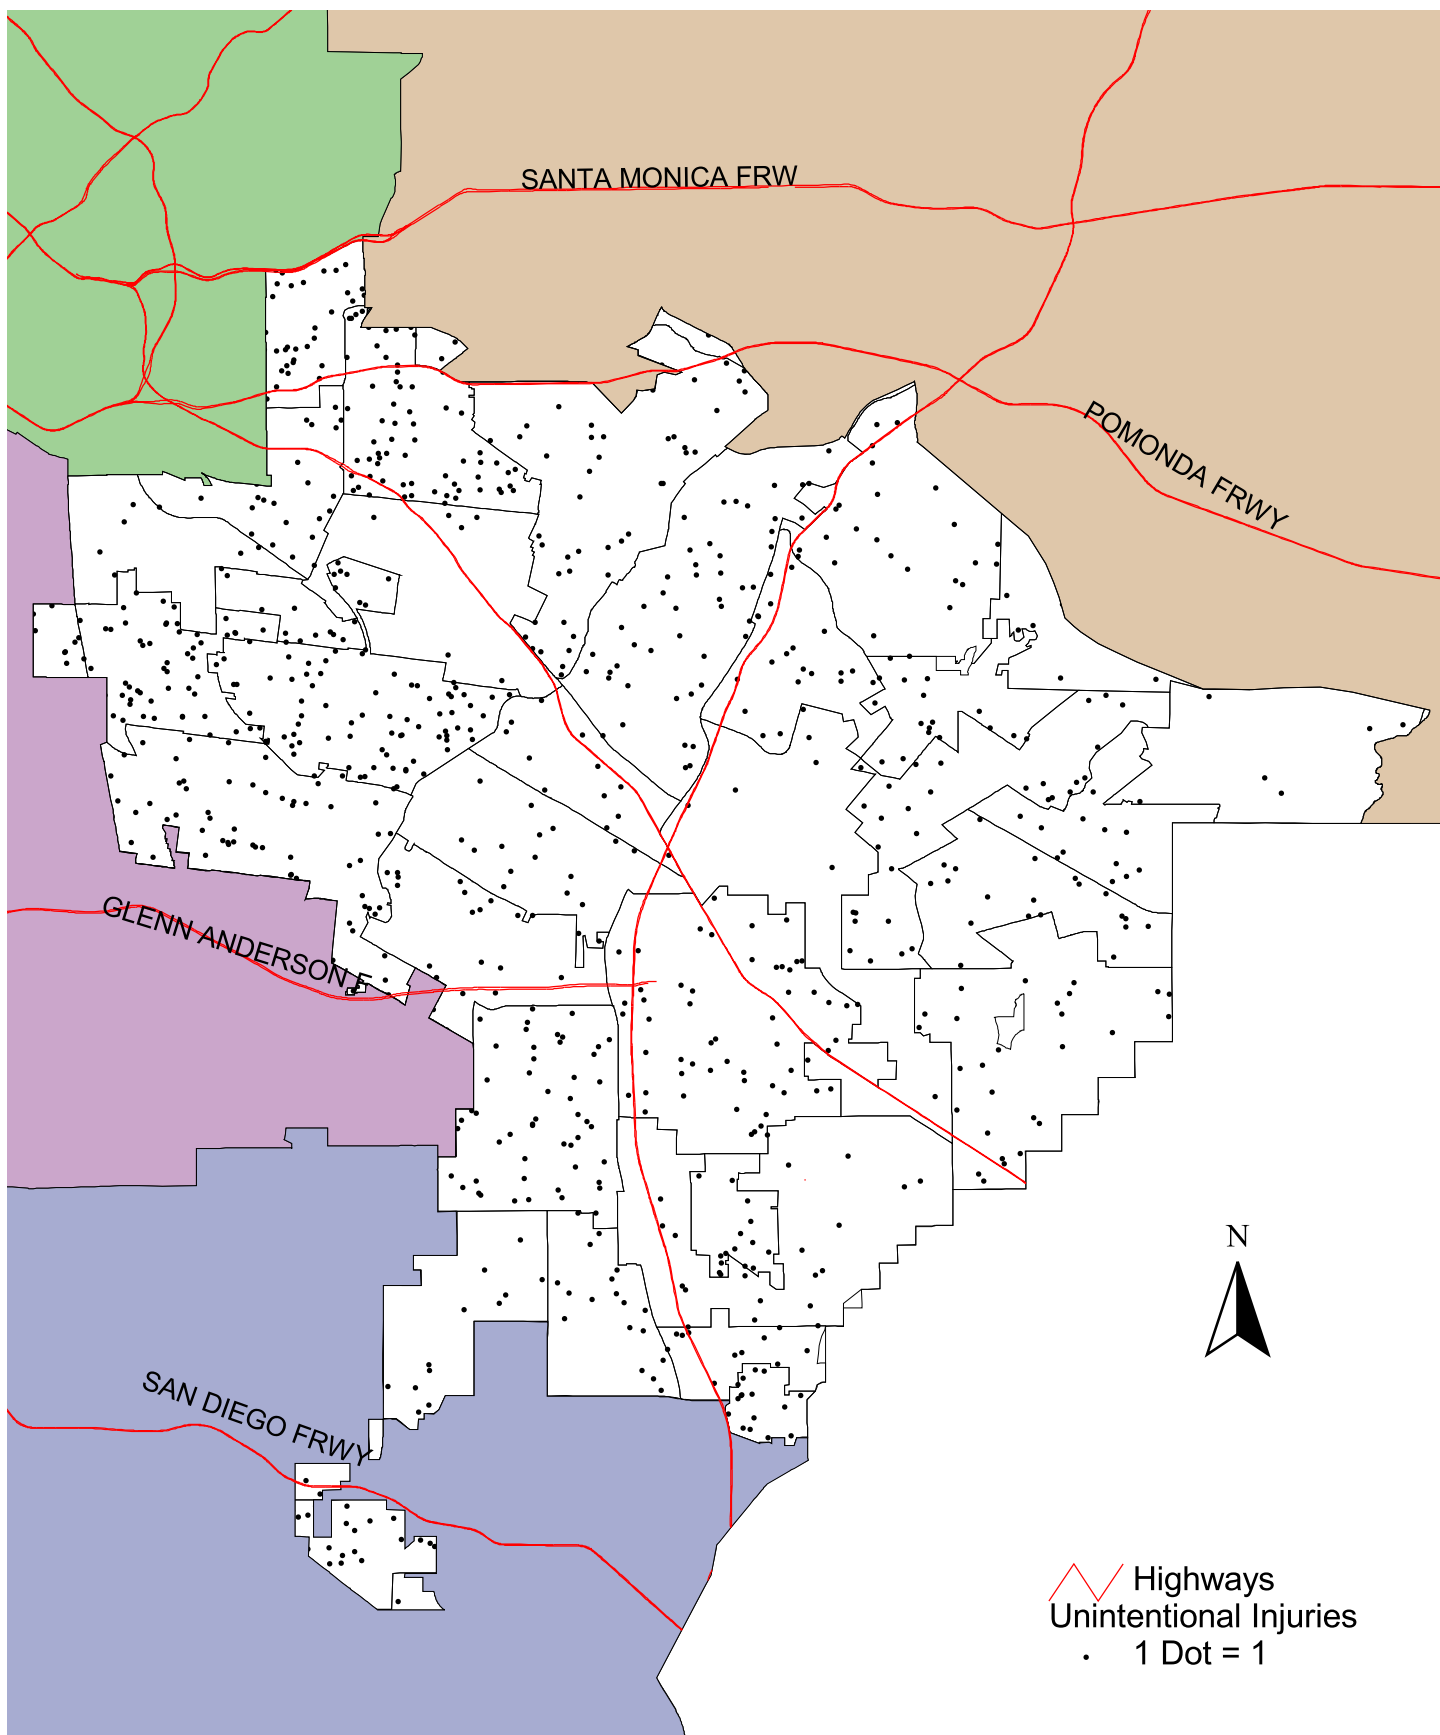 SANTA MONICA FRW
POMONDA FRWY
GLENN ANDERSON F
N
SAN DIEGO FRWY
Highways
Unintentional Injuries
1 Dot = 1